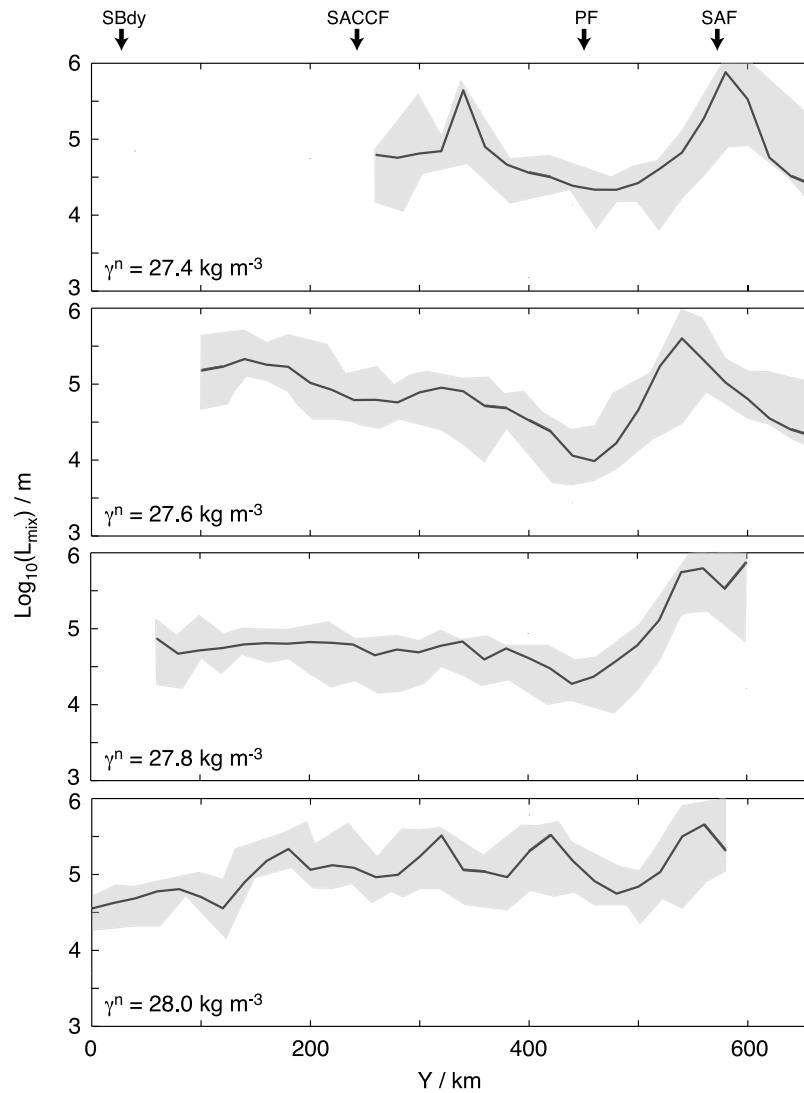 SBdy SACCF PF SAF
6
5
4
3
γⁿ = 27.4 kg m⁻³
6
5
4
3
γⁿ = 27.6 kg m⁻³
Log₁₀(Lₘᵢₓ) / m
6
5
4
3
γⁿ = 27.8 kg m⁻³
6
5
4
3
γⁿ = 28.0 kg m⁻³
0 200 400 600
Y / km